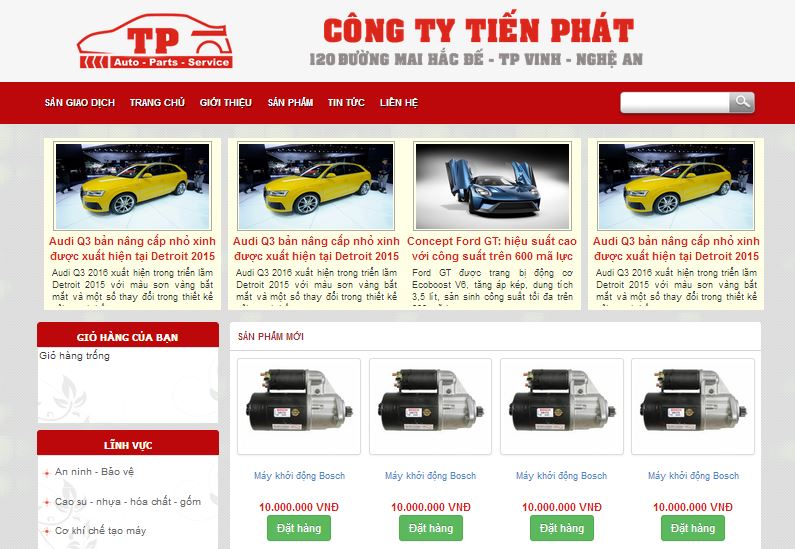 TP
Auto - Parts - Service
CÔNG TY TIẾN PHÁT
120 ĐƯỜNG MAI HẮC ĐẾ - TP VINH - NGHỆ AN
SÀN GIAO DỊCH TRANG CHỦ GIỚI THIỆU SẢN PHẨM TIN TỨC LIÊN HỆ
Audi Q3 bản nâng cấp nhỏ xinh
được xuất hiện tại Detroit 2015
Audi Q3 2016 xuất hiện trong triển lãm
Detroit 2015 với màu sơn vàng bắt
mắt và một số thay đổi trong thiết kế
Audi Q3 bản nâng cấp nhỏ xinh
được xuất hiện tại Detroit 2015
Audi Q3 2016 xuất hiện trong triển lãm
Detroit 2015 với màu sơn vàng bắt
mắt và một số thay đổi trong thiết kế
Concept Ford GT: hiệu suất cao
với công suất trên 600 mã lực
Ford GT được trang bị động cơ
Ecoboost V6, tăng áp kép, dung tích
3,5 lít, sản sinh công suất tối đa trên
Audi Q3 bản nâng cấp nhỏ xinh
được xuất hiện tại Detroit 2015
Audi Q3 2016 xuất hiện trong triển lãm
Detroit 2015 với màu sơn vàng bắt
mắt và một số thay đổi trong thiết kế
GIỎ HÀNG CỦA BẠN
Giỏ hàng trống
LĨNH VỰC
An ninh - Bảo vệ
Cao su - nhựa - hóa chất - gốm
Cơ khí chế tạo máy
SẢN PHẨM MỚI
Máy khởi động Bosch Máy khởi động Bosch Máy khởi động Bosch Máy khởi động Bosch
10.000.000 VNĐ 10.000.000 VNĐ 10.000.000 VNĐ 10.000.000 VNĐ
Đặt hàng Đặt hàng Đặt hàng Đặt hàng